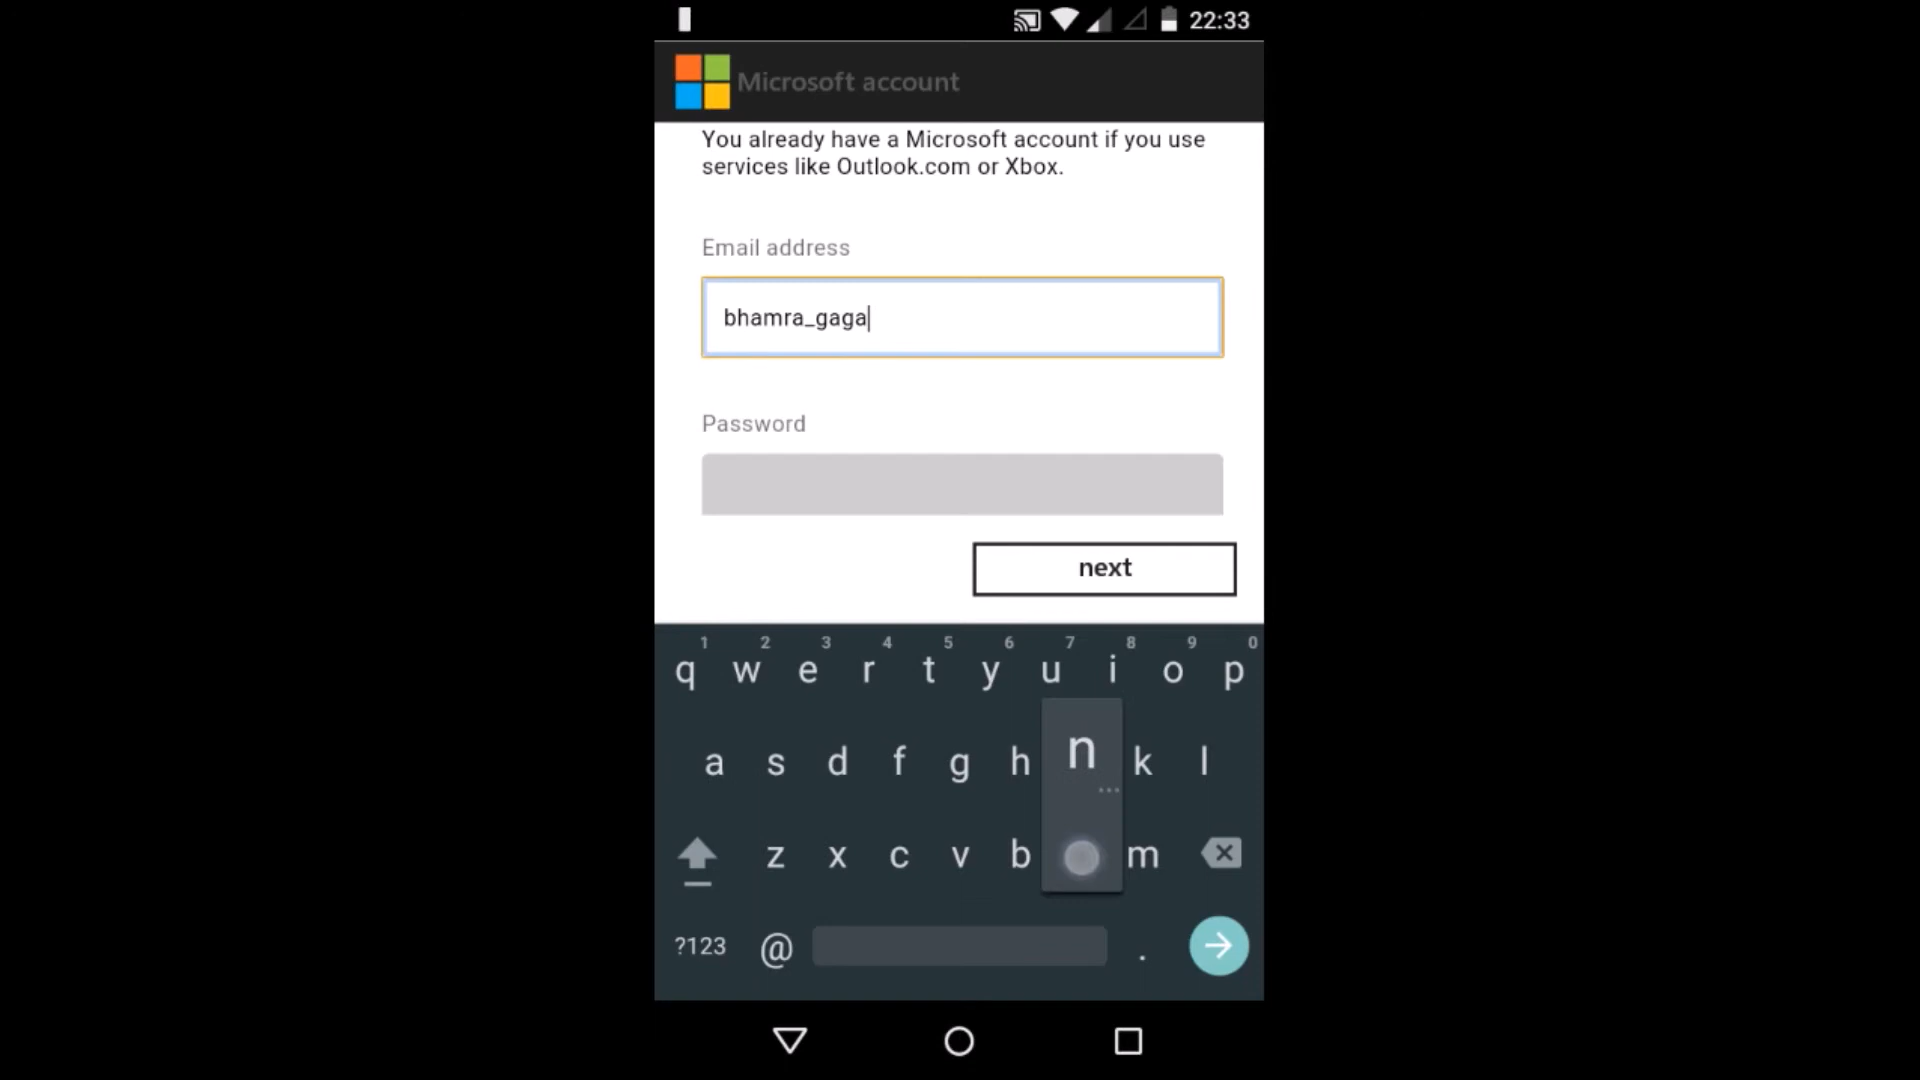 22:33
Microsoft account
You already have a Microsoft account if you use
services like Outlook.com or Xbox.
Email address
bhamra_gaga
Password
next
1 2 3 4 5 6 7 8 9 0
q w e r t y u i o p
a s d f g h n k l
...
z x c v b m
?123 @ .